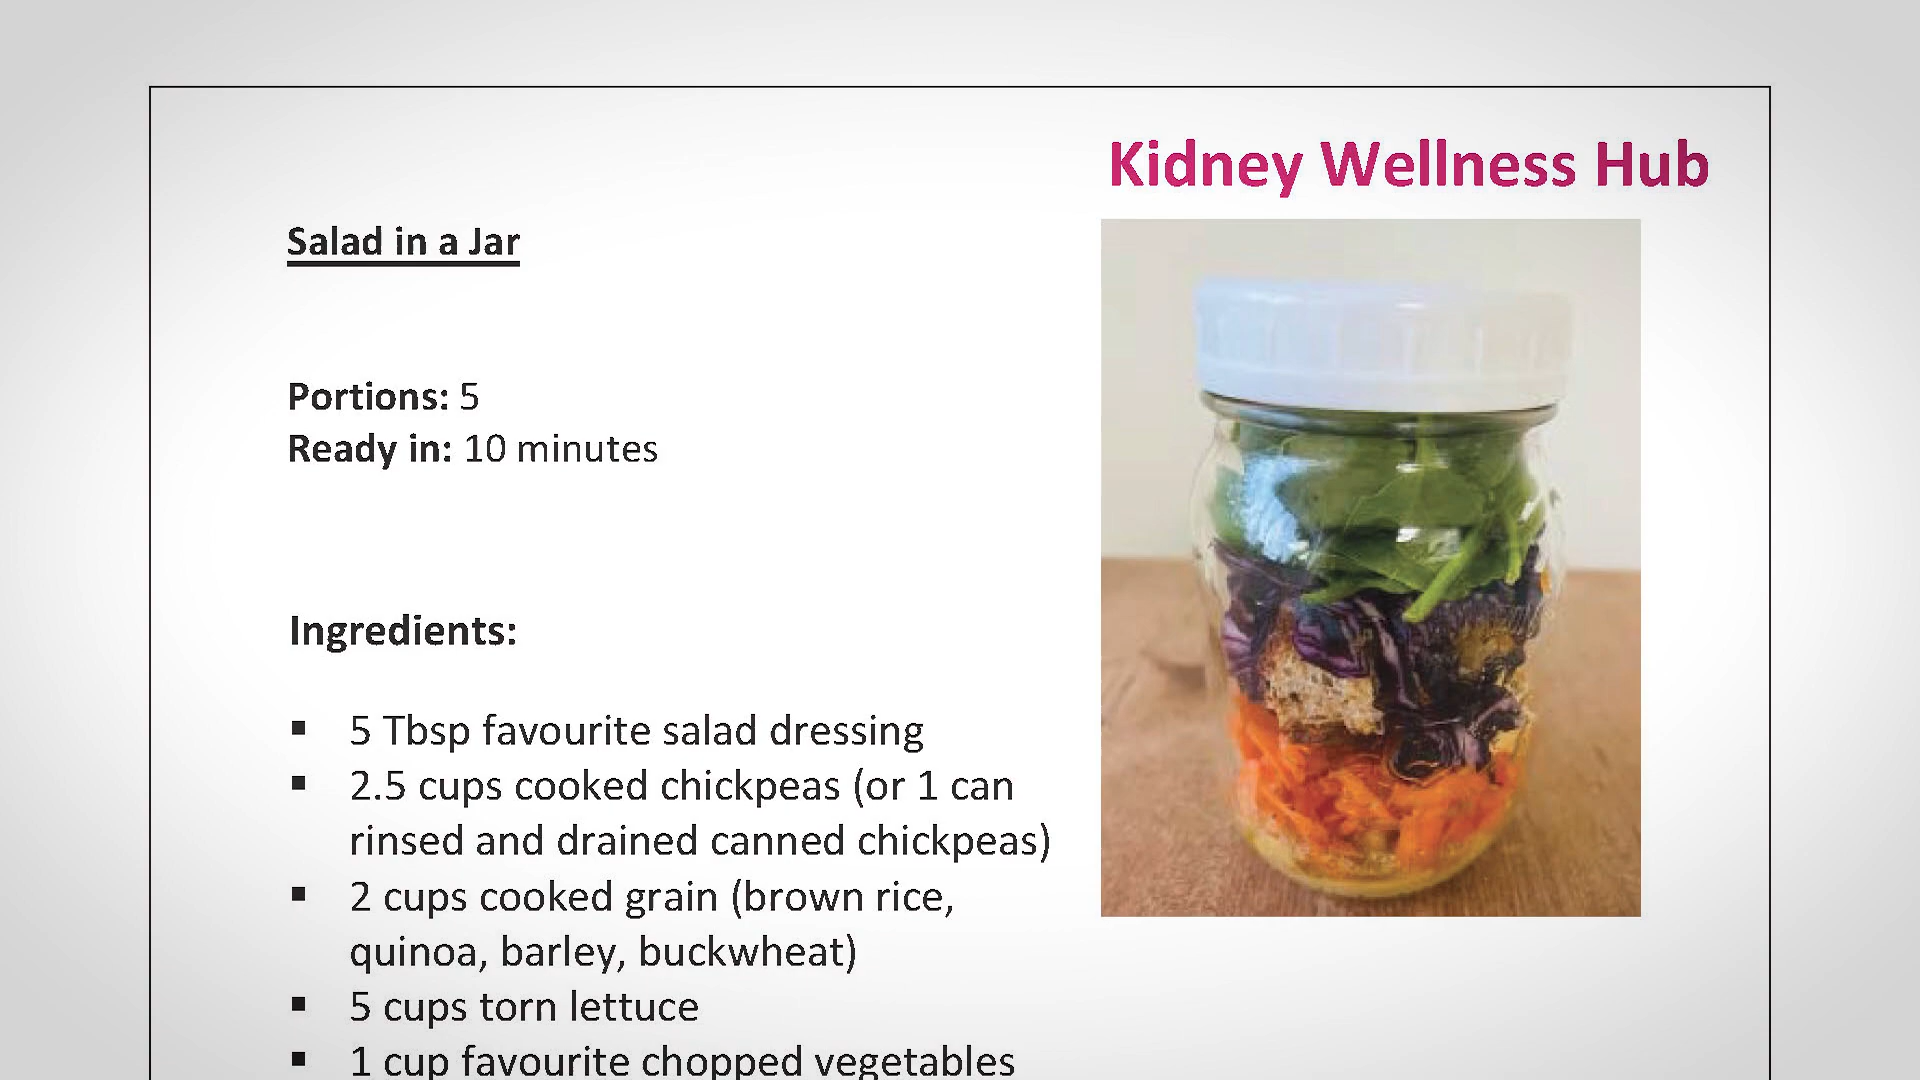 Kidney Wellness Hub
Salad in a Jar
Portions: 5
Ready in: 10 minutes
Ingredients:
▪ 5 Tbsp favourite salad dressing
▪ 2.5 cups cooked chickpeas (or 1 can
rinsed and drained canned chickpeas)
▪ 2 cups cooked grain (brown rice,
quinoa, barley, buckwheat)
▪ 5 cups torn lettuce
▪ 1 cup favourite chopped vegetables